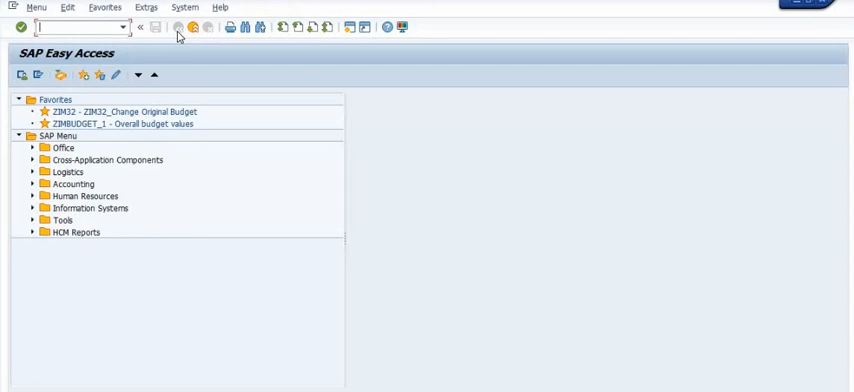 Menu Edit Favorites Extras System Help
SAP Easy Access
Favorites
ZIM32 - ZIM32_Change Original Budget
ZIMBUDGET_1 - Overall budget values
SAP Menu
Office
Cross-Application Components
Logistics
Accounting
Human Resources
Information Systems
Tools
HCM Reports